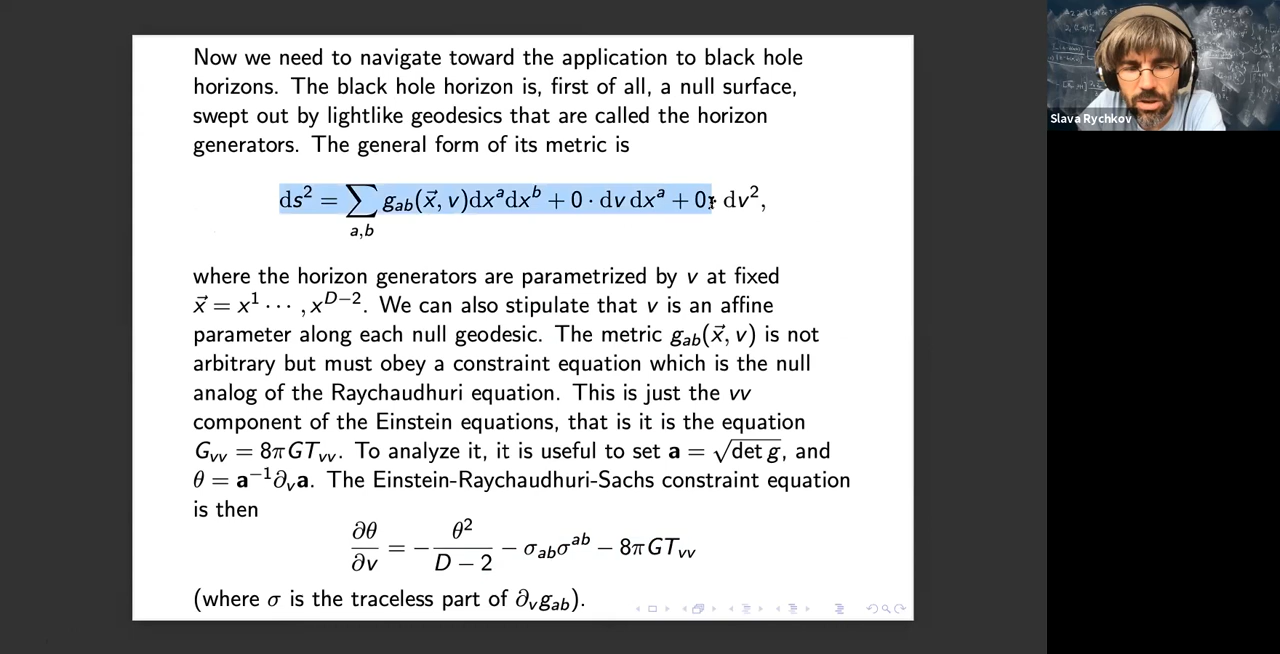 Now we need to navigate toward the application to black hole
horizons. The black hole horizon is, first of all, a null surface,
swept out by lightlike geodesics that are called the horizon
generators. The general form of its metric is
ds² = ∑_{a,b} g_{ab}(x⃗, v)dx^a dx^b + 0 · dv dx^a + 0 · dv²,
where the horizon generators are parametrized by v at fixed
x⃗ = x¹ ··· , x^{D−2}. We can also stipulate that v is an affine
parameter along each null geodesic. The metric g_{ab}(x⃗, v) is not
arbitrary but must obey a constraint equation which is the null
analog of the Raychaudhuri equation. This is just the vv
component of the Einstein equations, that is it is the equation
G_{vv} = 8πGT_{vv}. To analyze it, it is useful to set a = √det g, and
θ = a⁻¹∂_v a. The Einstein-Raychaudhuri-Sachs constraint equation
is then
∂θ/∂v = −θ²/(D − 2) − σ_{ab}σ^{ab} − 8πGT_{vv}
(where σ is the traceless part of ∂_v g_{ab}).
Slava Rychkov